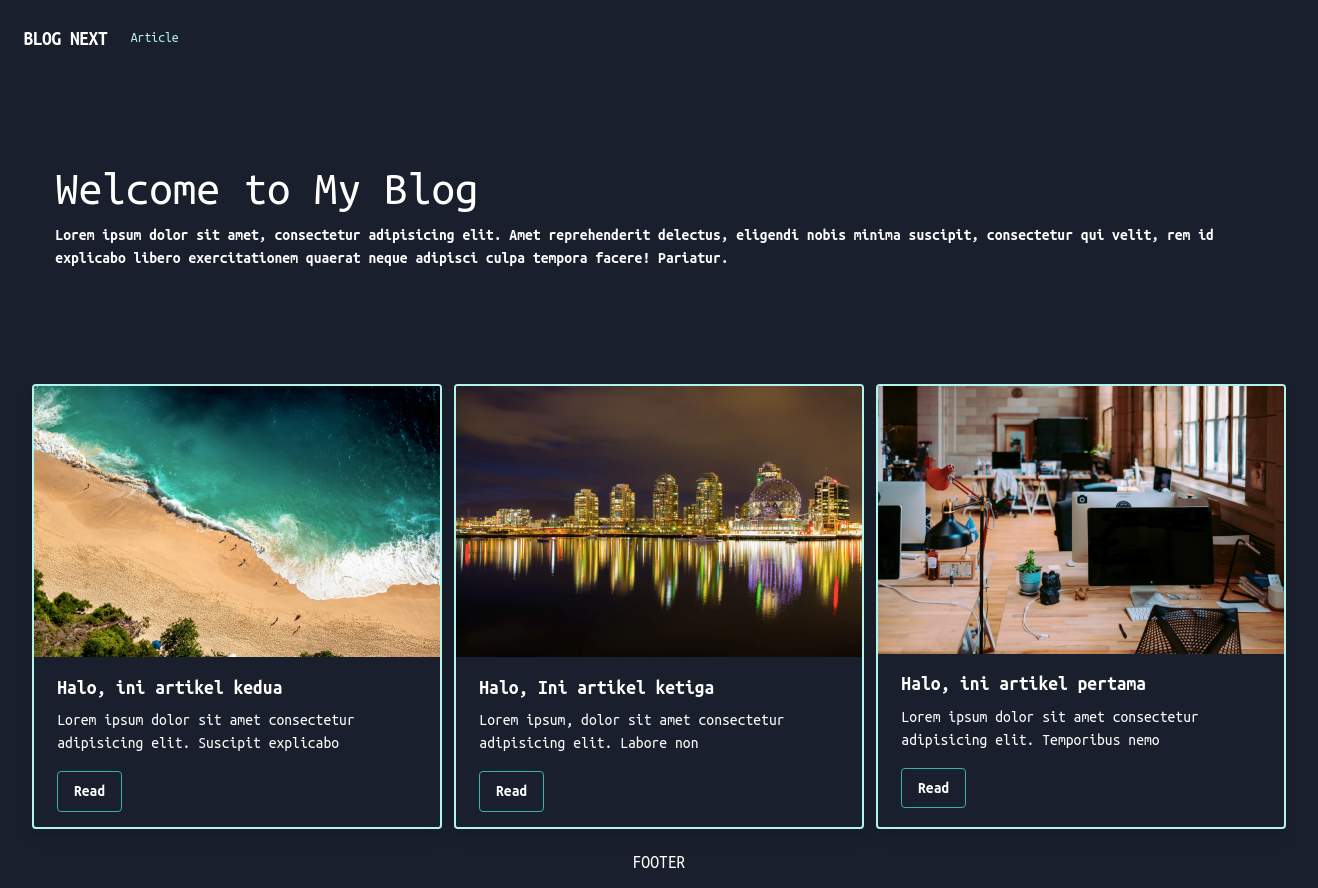 BLOG NEXT Article
Welcome to My Blog
Lorem ipsum dolor sit amet, consectetur adipisicing elit. Amet reprehenderit delectus, eligendi nobis minima suscipit, consectetur qui velit, rem id
explicabo libero exercitationem quaerat neque adipisci culpa tempora facere! Pariatur.
Halo, ini artikel kedua
Lorem ipsum dolor sit amet consectetur
adipisicing elit. Suscipit explicabo
Read
Halo, Ini artikel ketiga
Lorem ipsum, dolor sit amet consectetur
adipisicing elit. Labore non
Read
Halo, ini artikel pertama
Lorem ipsum dolor sit amet consectetur
adipisicing elit. Temporibus nemo
Read
FOOTER